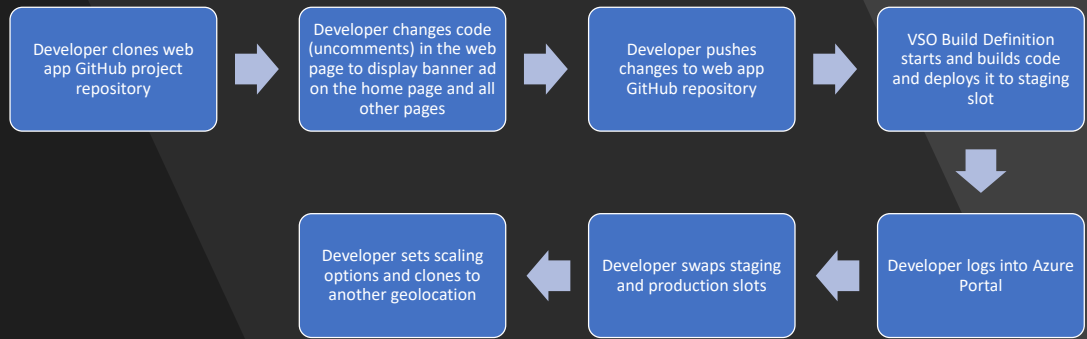 Developer clones web
app GitHub project
repository
Developer changes code
(uncomments) in the web
page to display banner ad
on the home page and all
other pages
Developer pushes
changes to web app
GitHub repository
VSO Build Definition
starts and builds code
and deploys it to staging
slot
Developer logs into Azure
Portal
Developer swaps staging
and production slots
Developer sets scaling
options and clones to
another geolocation